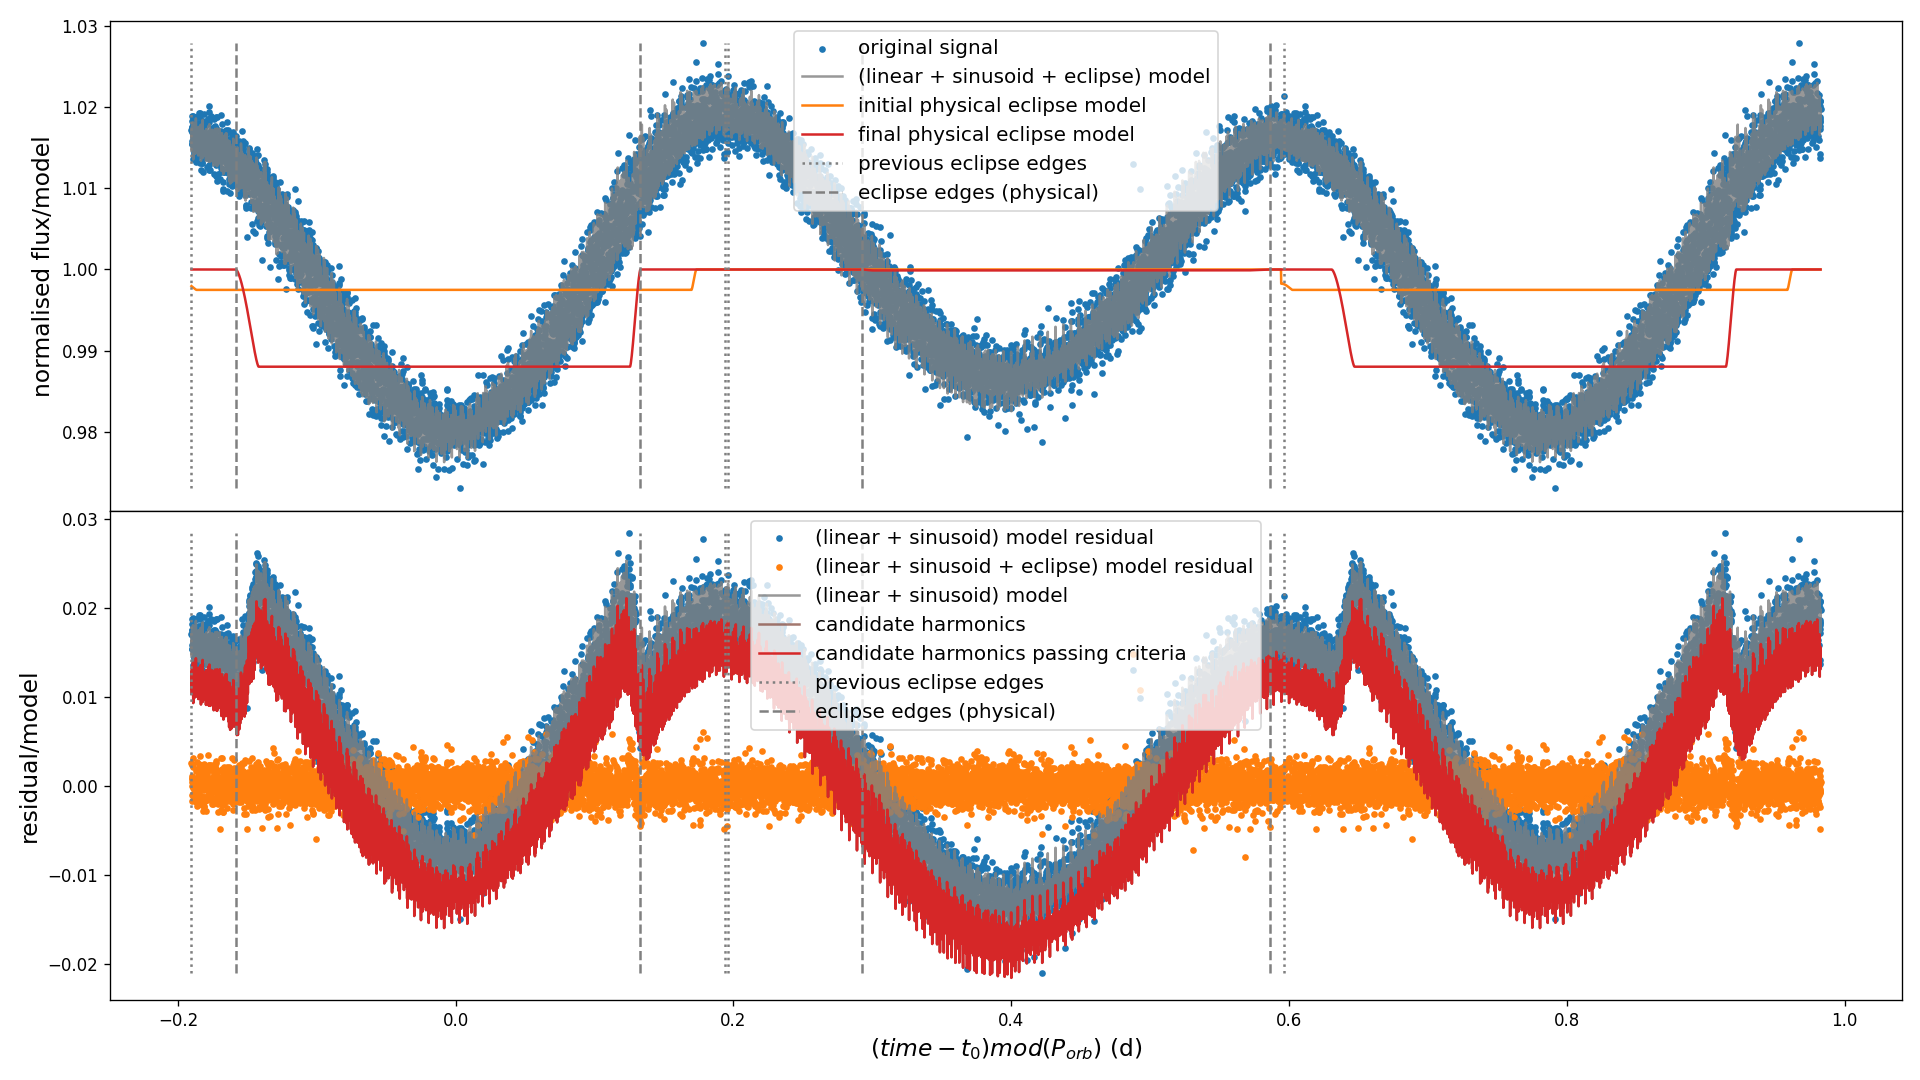 normalised flux/model
1.03
1.02
1.01
1.00
0.99
0.98
original signal
(linear + sinusoid + eclipse) model
initial physical eclipse model
final physical eclipse model
previous eclipse edges
eclipse edges (physical)
residual/model
0.03
0.02
0.01
0.00
−0.01
−0.02
(linear + sinusoid) model residual
(linear + sinusoid + eclipse) model residual
(linear + sinusoid) model
candidate harmonics
candidate harmonics passing criteria
previous eclipse edges
eclipse edges (physical)
−0.2 0.0 0.2 0.4 0.6 0.8 1.0
(time − t₀)mod(Pₒᵣb) (d)